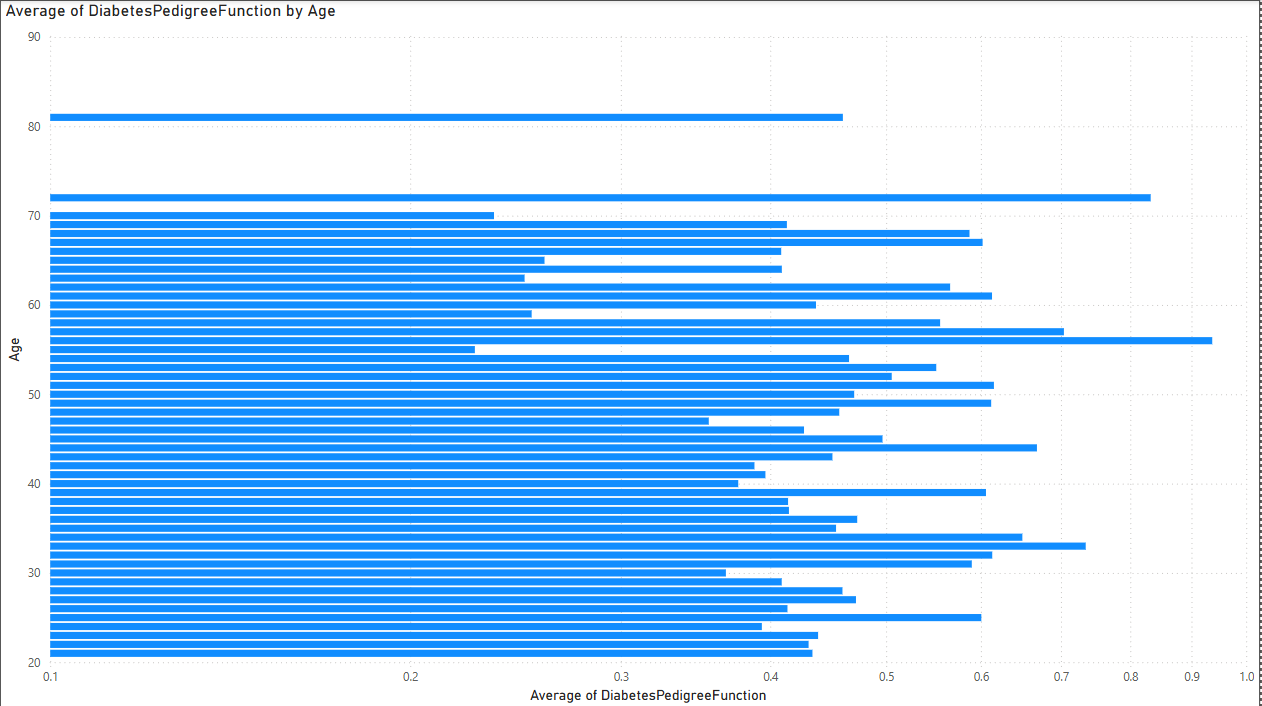 Average of DiabetesPedigreeFunction by Age
90
80
70
60
50
40
30
20
Age
0.1 0.2 0.3 0.4 0.5 0.6 0.7 0.8 0.9 1.0
Average of DiabetesPedigreeFunction